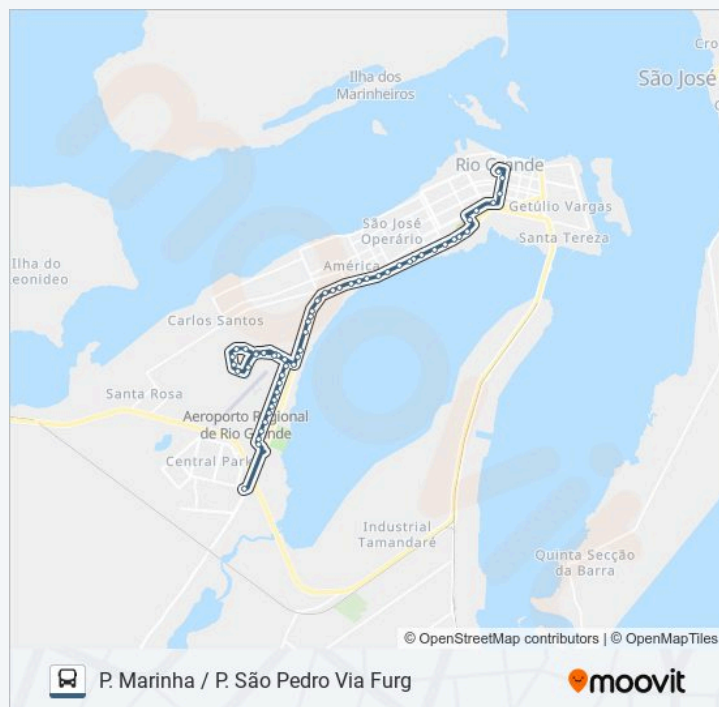 Cro
São José
Ilha dos
Marinheiros
Rio Grande
Getúlio Vargas
São José
Operário
Santa Tereza
América
Ilha do
eonideo
Carlos Santos
Santa Rosa
Aeroporto Regional
de Rio Grande
Central Park
Industrial
Tamandaré
Quinta Secção
da Barra
© OpenStreetMap contributors | © OpenMapTiles
P. Marinha / P. São Pedro Via Furg
moovit